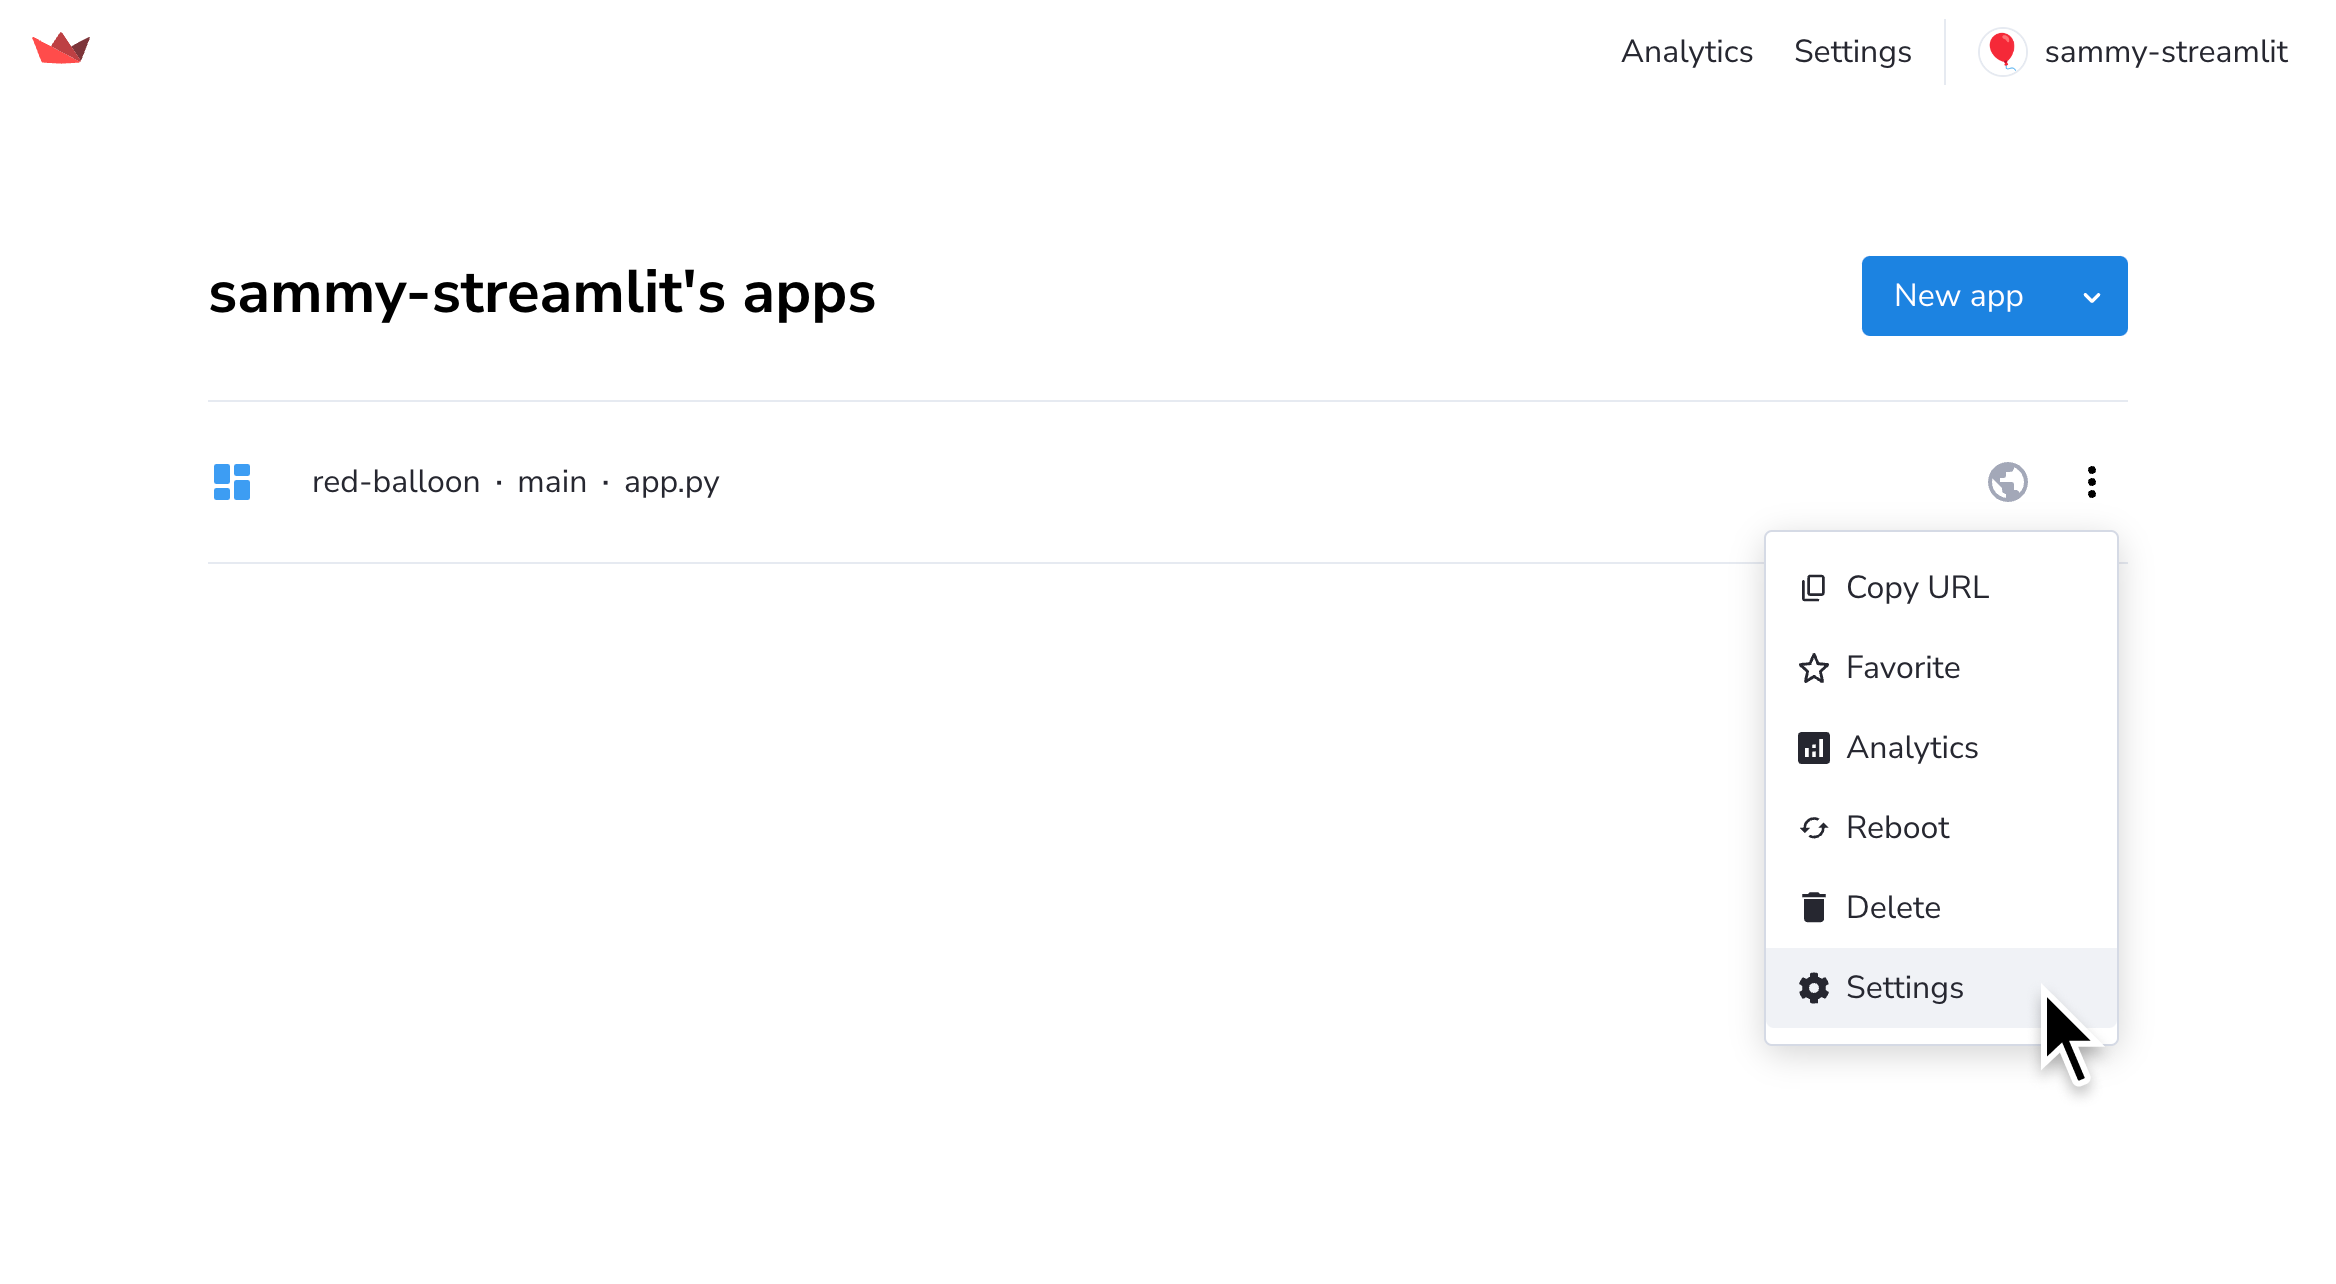 Analytics Settings sammy-streamlit
sammy-streamlit's apps
New app
red-balloon · main · app.py
Copy URL
Favorite
Analytics
Reboot
Delete
Settings